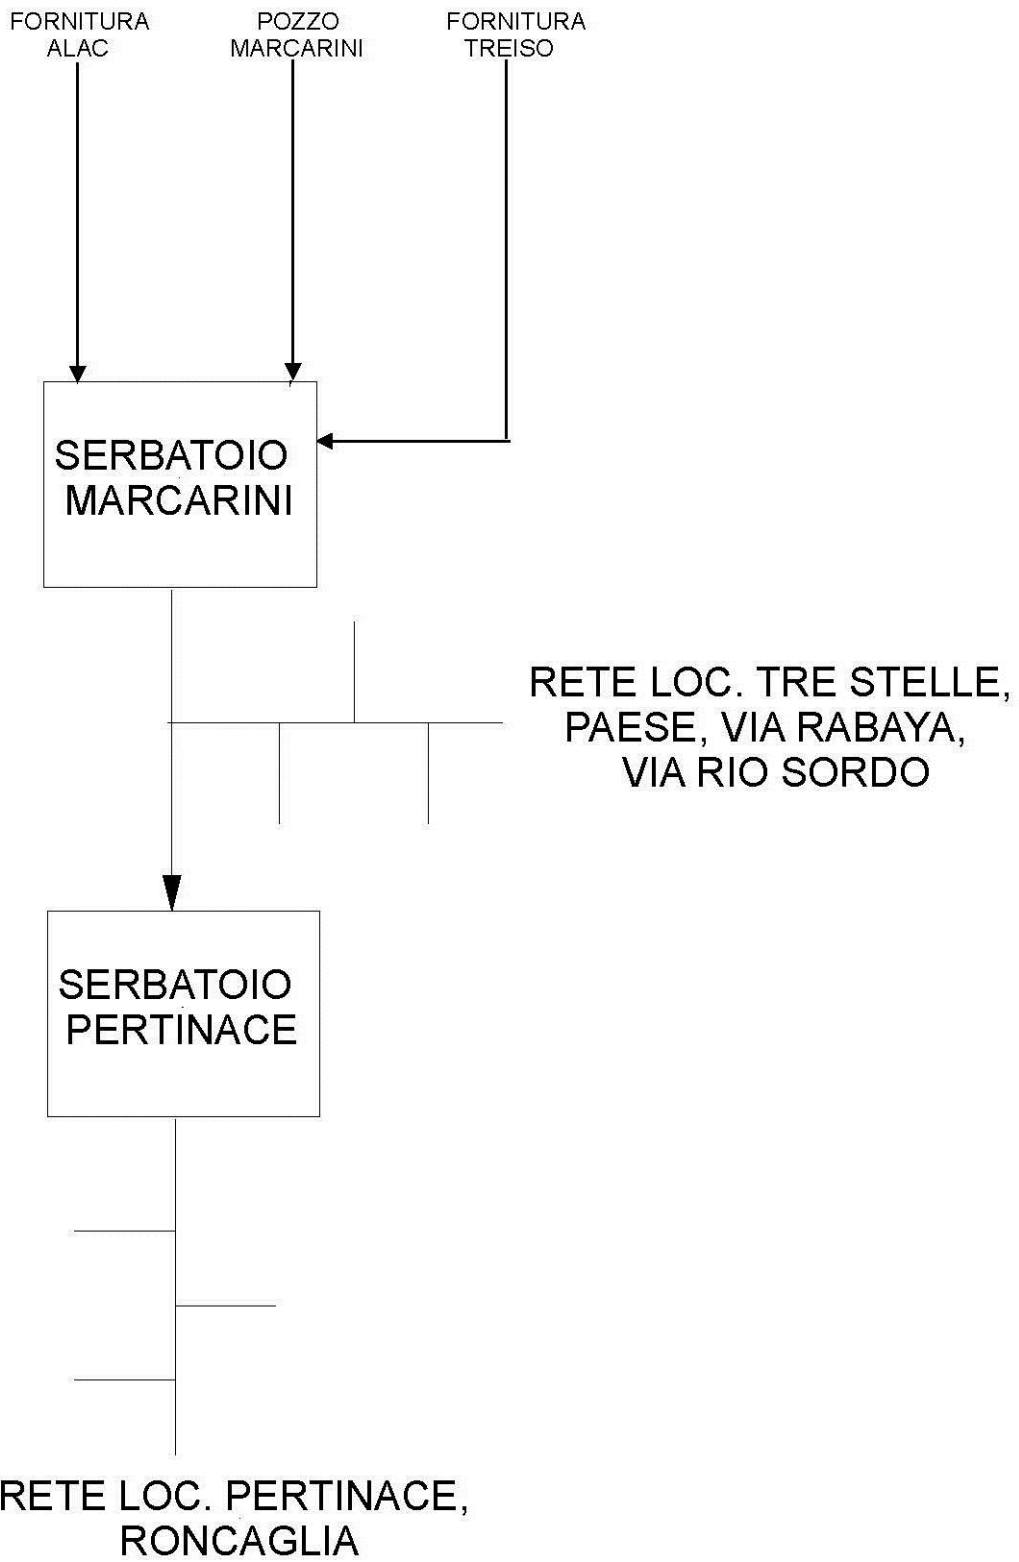 FORNITURA
ALAC
POZZO
MARCARINI
FORNITURA
TREISO
SERBATOIO
MARCARINI
RETE LOC. TRE STELLE,
PAESE, VIA RABAYA,
VIA RIO SORDO
SERBATOIO
PERTINACE
RETE LOC. PERTINACE,
RONCAGLIA